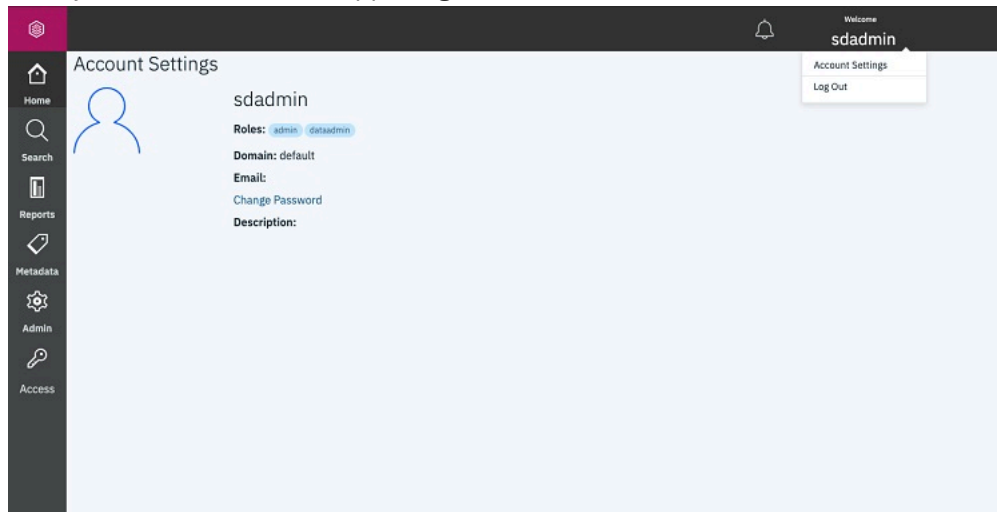 Welcome
sdadmin
Account Settings
Log Out
Home
Search
Reports
Metadata
Admin
Access
Account Settings
sdadmin
Roles: admin dataadmin
Domain: default
Email:
Change Password
Description: